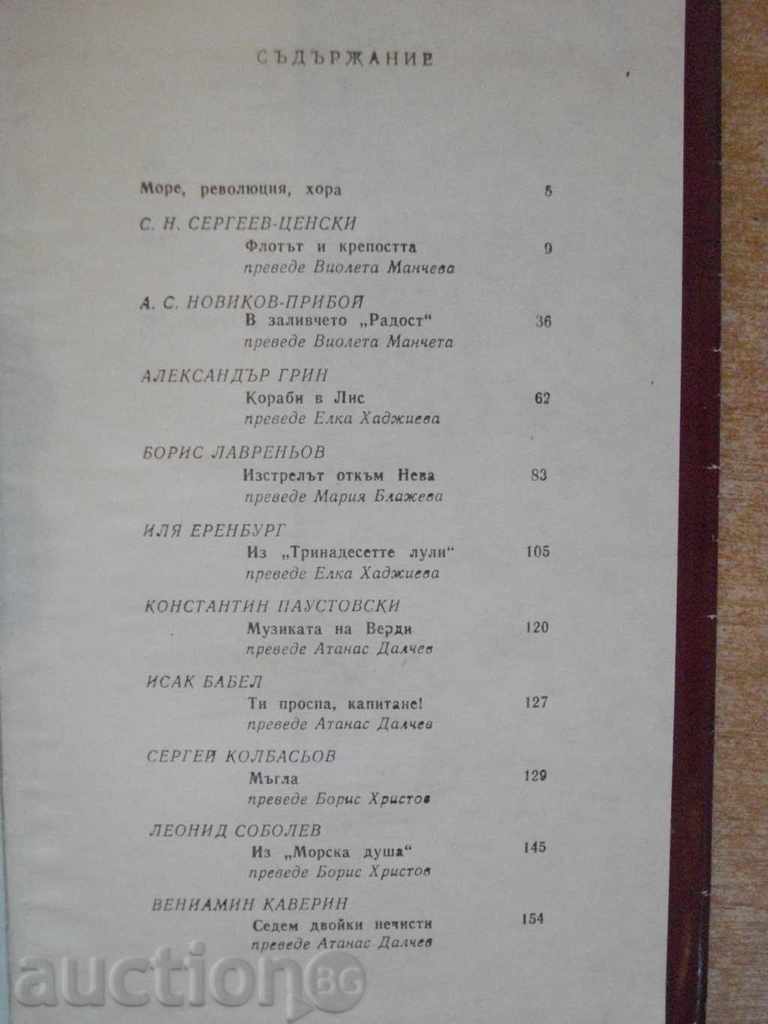 СЪДЪРЖАНИЕ
Море, революция, хора 5
С. Н. СЕРГЕЕВ-ЦЕНСКИ
Флотът и крепостта 9
преведе Виолета Манчева
А. С. НОВИКОВ-ПРИБОЙ
В заливчето „Радост“ 36
преведе Виолета Манчета
АЛЕКСАНДЪР ГРИН
Кораби в Лис 62
преведе Елка Хаджиева
БОРИС ЛАВРЕНЬОВ
Изстрелът откъм Нева 83
преведе Мария Блажева
ИЛЯ ЕРЕНБУРГ
Из „Тринадесетте лули“ 105
преведе Елка Хаджиева
КОНСТАНТИН ПАУСТОВСКИ
Музиката на Верди 120
преведе Атанас Далчев
ИСАК БАБЕЛ
Ти проспа, капитане! 127
преведе Атанас Далчев
СЕРГЕЙ КОЛБАСЬОВ
Мъгла 129
преведе Борис Христов
ЛЕОНИД СОБОЛЕВ
Из „Морска душа“ 145
преведе Борис Христов
ВЕНИАМИН КАВЕРИН
Седем двойки нечисти 154
преведе Атанас Далчев
auction BG